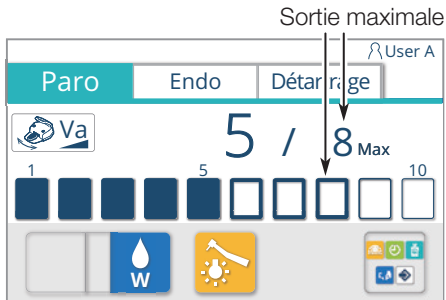 Sortie maximale
User A
Paro Endo Détartrage
Va 5 / 8 Max
1 5 10
W